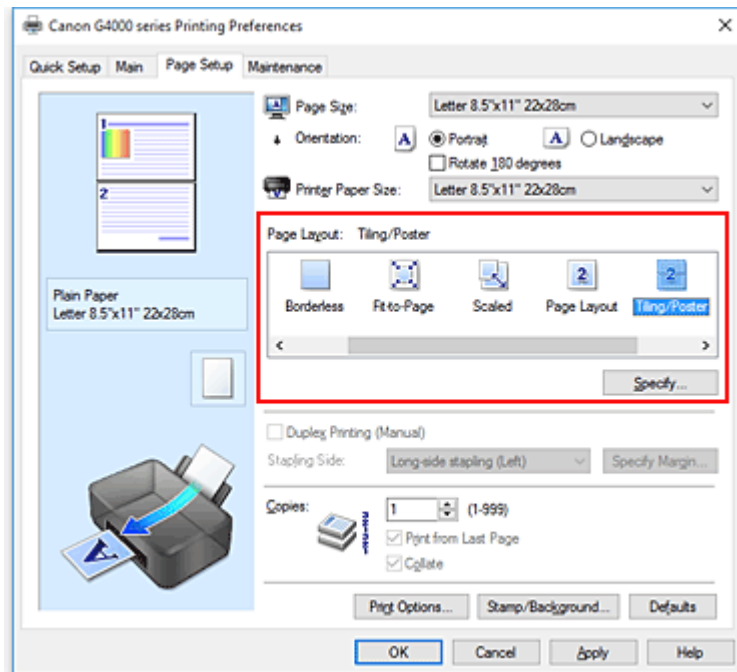 Canon G4000 series Printing Preferences
Quick Setup Main Page Setup Maintenance
1
2
Plain Paper
Letter 8.5"x11" 22x28cm
Page Size: Letter 8.5"x11" 22x28cm
Orientation: A Portrait A Landscape
Rotate 180 degrees
Printer Paper Size: Letter 8.5"x11" 22x28cm
Page Layout: Tiling/Poster
2 2
Borderless Fit-to-Page Scaled Page Layout Tiling/Poster
Specify...
Duplex Printing (Manual)
Stapling Side: Long-side stapling (Left) Specify Margin...
Copies: 1 (1-999)
Print from Last Page
Collate
A
Print Options... Stamp/Background... Defaults
OK Cancel Apply Help